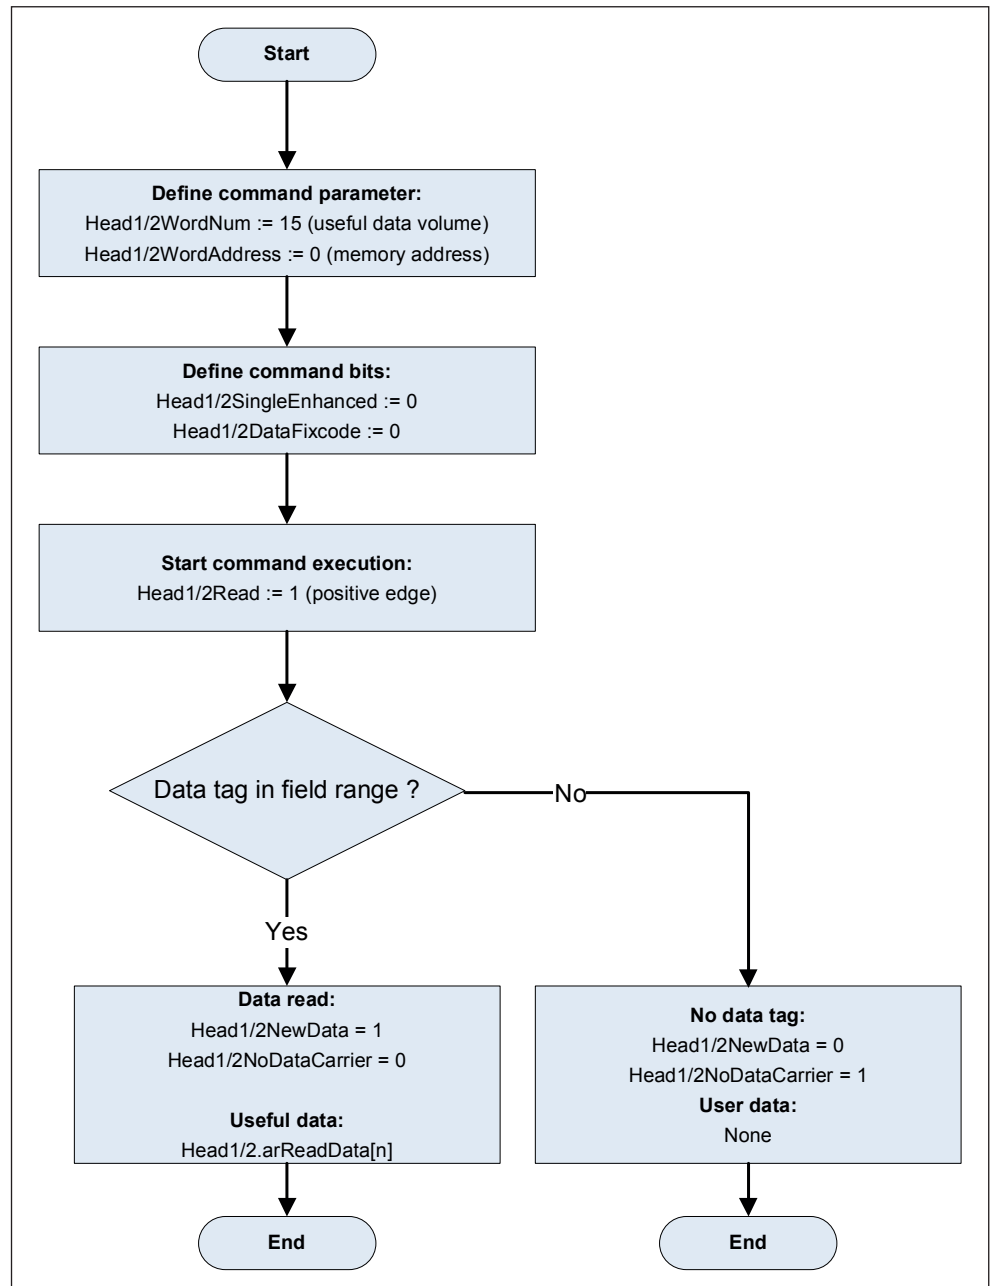 Start
Define command parameter:
Head1/2WordNum := 15 (useful data volume)
Head1/2WordAddress := 0 (memory address)
Define command bits:
Head1/2SingleEnhanced := 0
Head1/2DataFixcode := 0
Start command execution:
Head1/2Read := 1 (positive edge)
Data tag in field range ?
No
Yes
Data read:
Head1/2NewData = 1
Head1/2NoDataCarrier = 0
Useful data:
Head1/2.arReadData[n]
End
No data tag:
Head1/2NewData = 0
Head1/2NoDataCarrier = 1
User data:
None
End